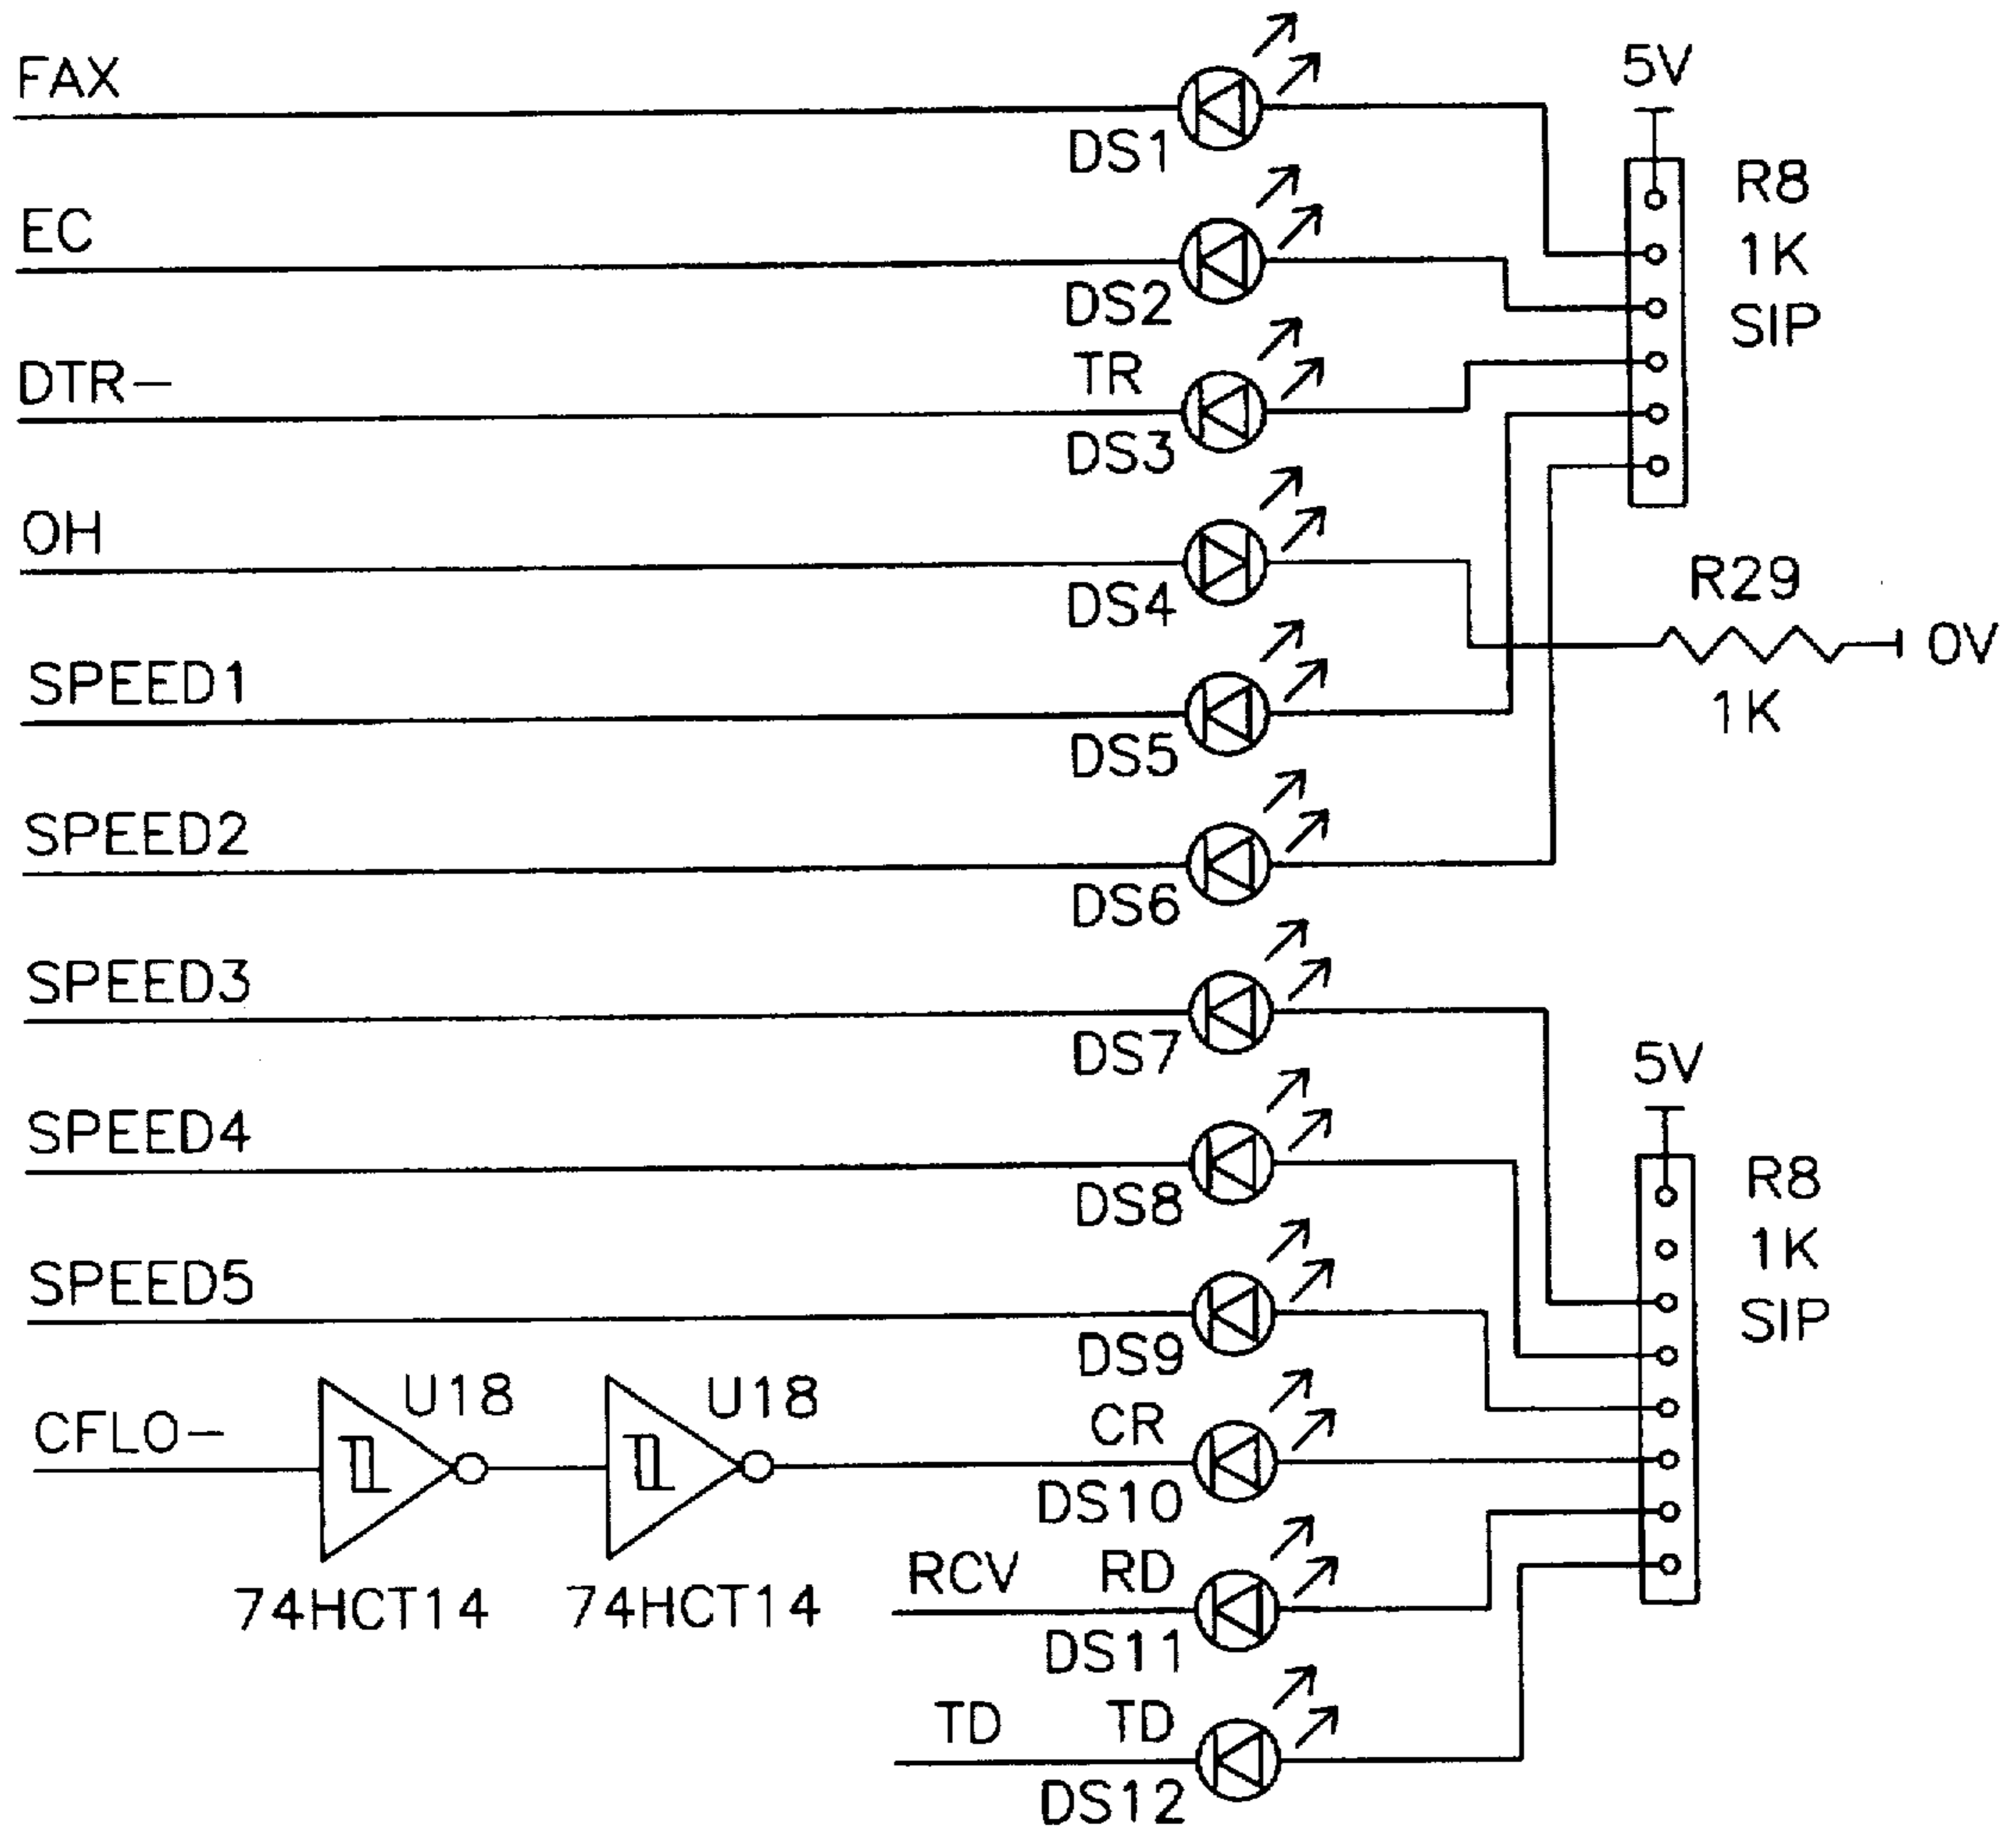 FAX
DS1
5V
R8
1K
SIP
EC
DS2
DTR-
TR
DS3
OH
DS4
R29
0V
1K
SPEED1
DS5
SPEED2
DS6
SPEED3
DS7
5V
R8
1K
SIP
SPEED4
DS8
SPEED5
DS9
CFLO-
U18
U18
74HCT14
74HCT14
CR
DS10
RCV
RD
DS11
TD
TD
DS12